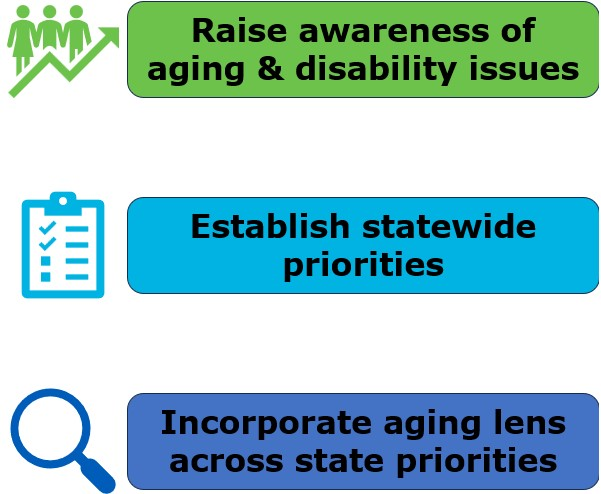 Raise awareness of
aging & disability issues
Establish statewide
priorities
Incorporate aging lens
across state priorities